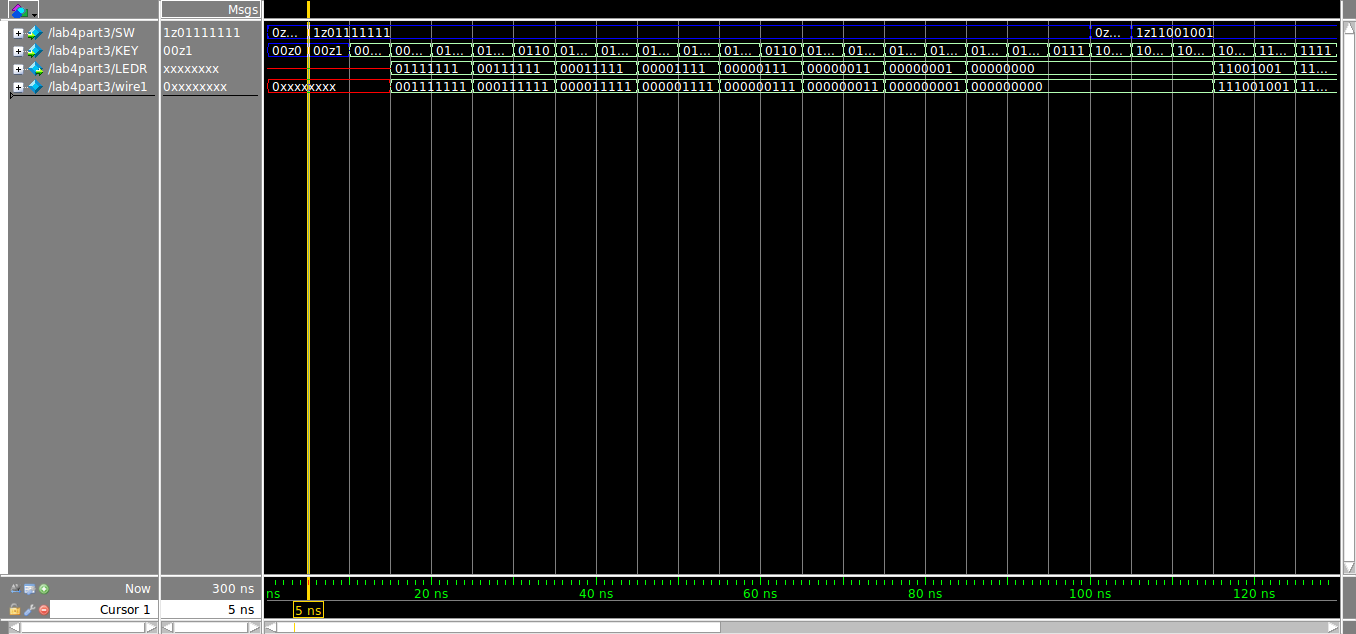 Msgs
/lab4part3/SW 1z01111111 0z... 1z01111111 0z... 1z11001001
/lab4part3/KEY 00z1 00z0 00z1 00... 00... 01... 01... 0110 01... 01... 01... 01... 01... 0110 01... 01... 01... 01... 01... 01... 0111 10... 10... 10... 10... 11... 1111
/lab4part3/LEDR xxxxxxxx 01111111 00111111 00011111 00001111 00000111 00000011 00000001 00000000 11001001 11...
/lab4part3/wire1 0xxxxxxxx 0xxxxxxxx 001111111 000111111 000011111 000001111 000000111 000000011 000000001 000000000 111001001 11...
Now 300 ns ns 20 ns 40 ns 60 ns 80 ns 100 ns 120 ns
Cursor 1 5 ns 5 ns